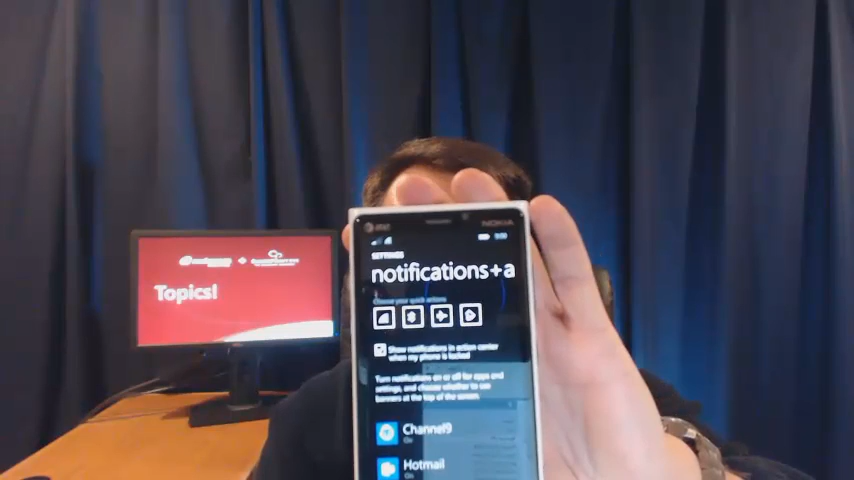 Topics!
AT&T
NOKIA
SETTINGS
notifications+a
Choose your quick actions
Show notifications in action center
when my phone is locked
Turn notifications on or off for apps and
settings, and choose whether to see
banners at the top of the screen.
Channel9
On
Hotmail
On